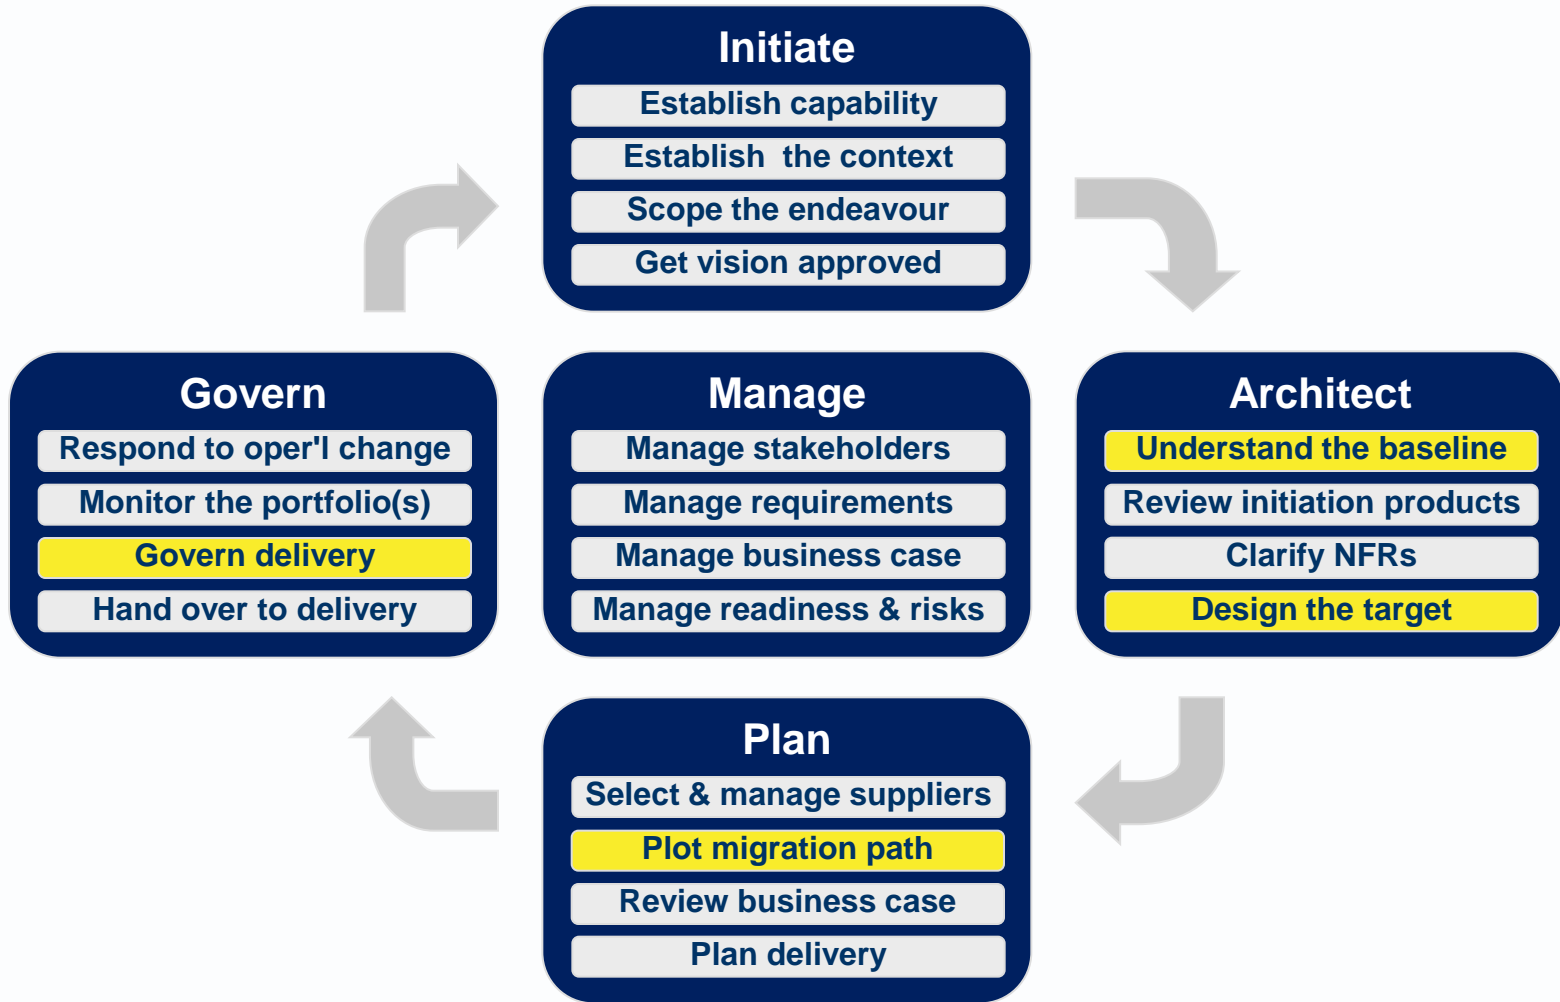 Initiate
Establish capability
Establish  the context
Scope the endeavour
Get vision approved
Govern
Respond to oper'l change
Monitor the portfolio(s)
Govern delivery
Hand over to delivery
Manage
Manage stakeholders
Manage requirements
Manage business case
Manage readiness & risks
Architect
Understand the baseline
Review initiation products
Clarify NFRs
Design the target
Plan
Select & manage suppliers
Plot migration path
Review business case
Plan delivery